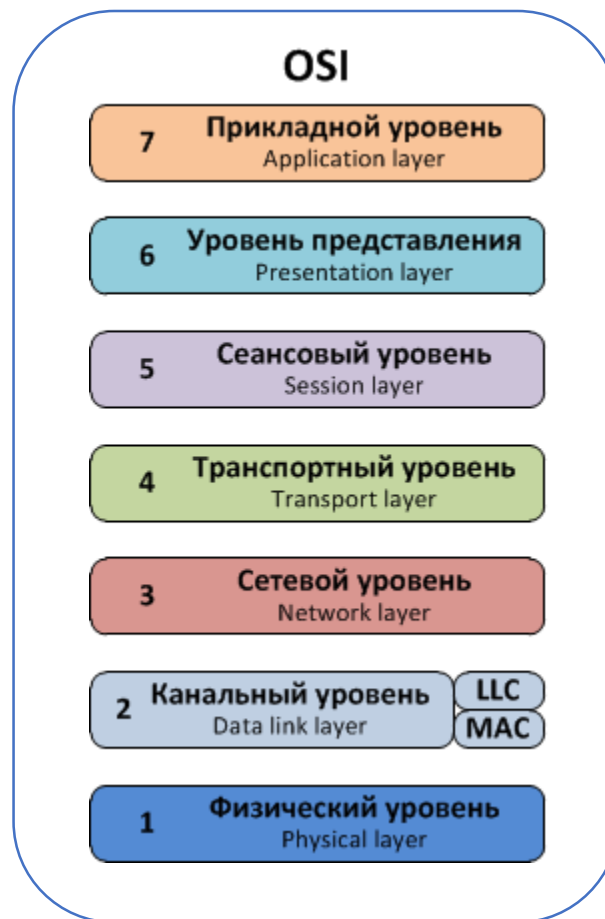 OSI
7 Прикладной уровень
Application layer
6 Уровень представления
Presentation layer
5 Сеансовый уровень
Session layer
4 Транспортный уровень
Transport layer
3 Сетевой уровень
Network layer
2 Канальный уровень
Data link layer
LLC
MAC
1 Физический уровень
Physical layer